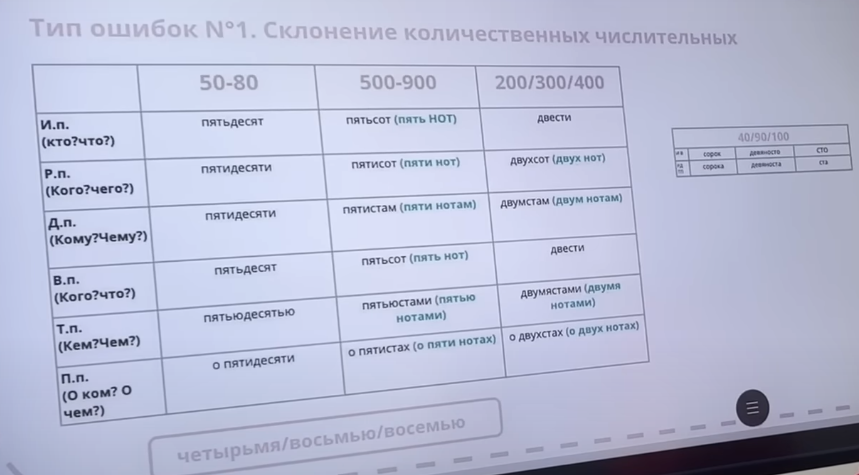 Тип ошибок N°1. Склонение количественных числительных
50-80 500-900 200/300/400
И.п. (кто?что?) пятьдесят пятьсот (пять НОТ) двести
Р.п. (Кого?чего?) пятидесяти пятисот (пяти нот) двухсот (двух нот)
Д.п. (Кому?Чему?) пятидесяти пятистам (пяти нотам) двумстам (двум нотам)
В.п. (Кого?что?) пятьдесят пятьсот (пять нот) двести
Т.п. (Кем?Чем?) пятьюдесятью пятьюстами (пятью нотами) двумястами (двумя нотами)
П.п. (О ком? О чем?) о пятидесяти о пятистах (о пяти нотах) о двухстах (о двух нотах)
40/90/100
сорок девяносто СТО
сорока девяноста ста
четырьмя/восьмью/восемью